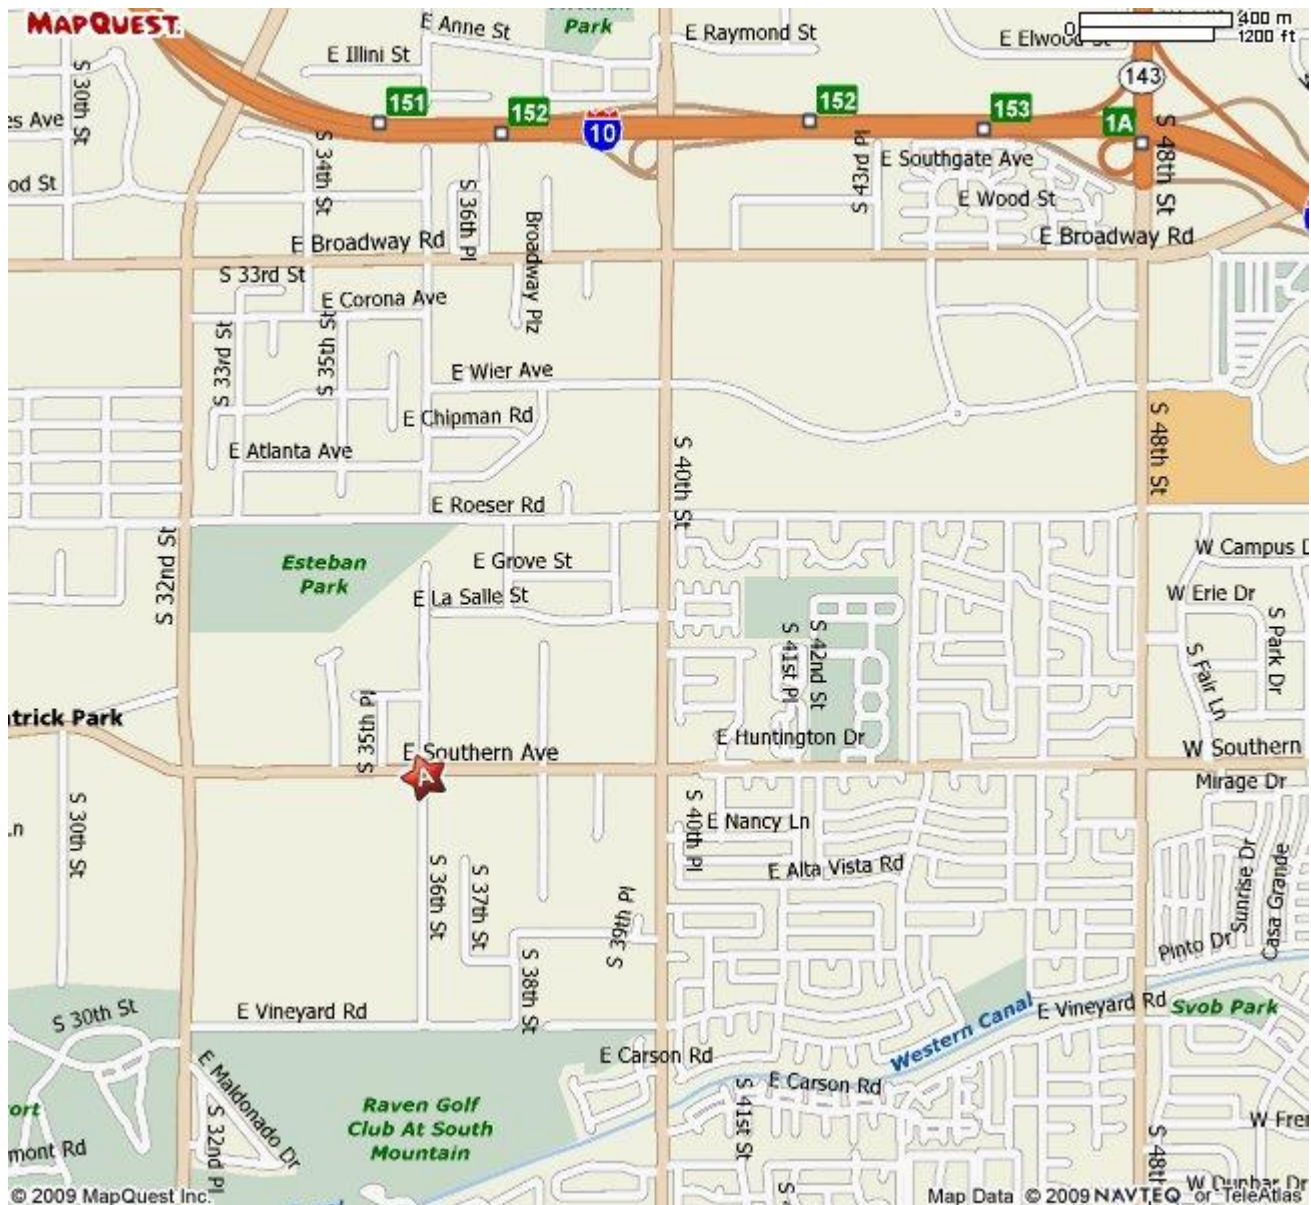 MAPQUEST.
Park
400 m
0
1200 ft
E Anne St
E Raymond St
E Elwood St
E Illini St
S 30th St
143
151
152
10
152
153
1A
es Ave
S 34th St
S 36th Pl
S 43rd Pl
E Southgate Ave
S 48th St
od St
E Wood St
Broadway Plz
E Broadway Rd
E Broadway Rd
S 33rd St
E Corona Ave
S 33rd St
S 35th St
E Wier Ave
E Chipman Rd
S 40th St
S 48th St
E Atlanta Ave
E Roeser Rd
S 32nd St
Esteban
Park
E Grove St
W Campus D
E La Salle St
W Erie Dr
S 41st Pl
S 42nd St
S Fair Ln
S Park Dr
S 35th Pl
atrick Park
E Huntington Dr
E Southern Ave
W Southern
A
Mirage Dr
S 30th St
Ln
S 40th Pl
E Nancy Ln
E Alta Vista Rd
S 36th St
S 37th St
S 39th Pl
Sunrise Dr
Casa Grande
Pinto Dr
S 38th St
S 30th St
E Vineyard Rd
Western Canal
E Vineyard Rd
Svob Park
E Carson Rd
E Maldonado Dr
E Carson Rd
ort
Raven Golf
Club At South
Mountain
S 41st St
W Fre
mont Rd
S 32nd Pl
S 48th
W Dunbar Dr
© 2009 MapQuest Inc.
Map Data © 2009 NAVTEQ or TeleAtlas